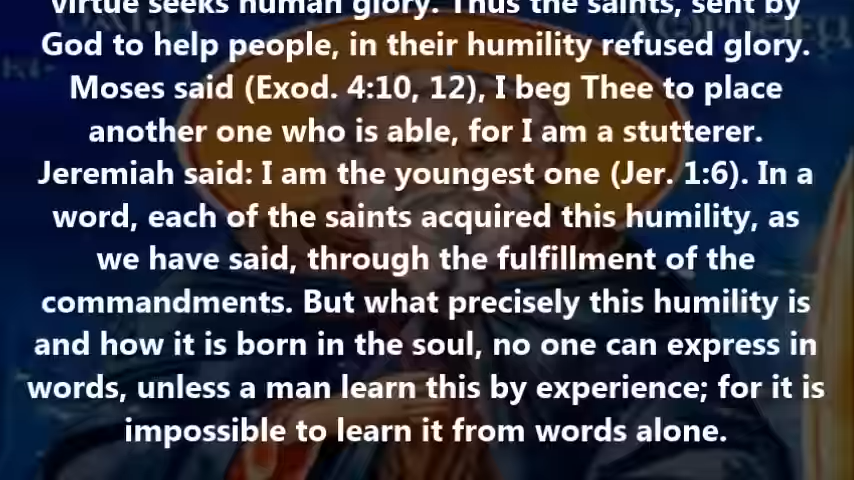 virtue seeks human glory. Thus the saints, sent by
God to help people, in their humility refused glory.
Moses said (Exod. 4:10, 12), I beg Thee to place
another one who is able, for I am a stutterer.
Jeremiah said: I am the youngest one (Jer. 1:6). In a
word, each of the saints acquired this humility, as
we have said, through the fulfillment of the
commandments. But what precisely this humility is
and how it is born in the soul, no one can express in
words, unless a man learn this by experience; for it is
impossible to learn it from words alone.